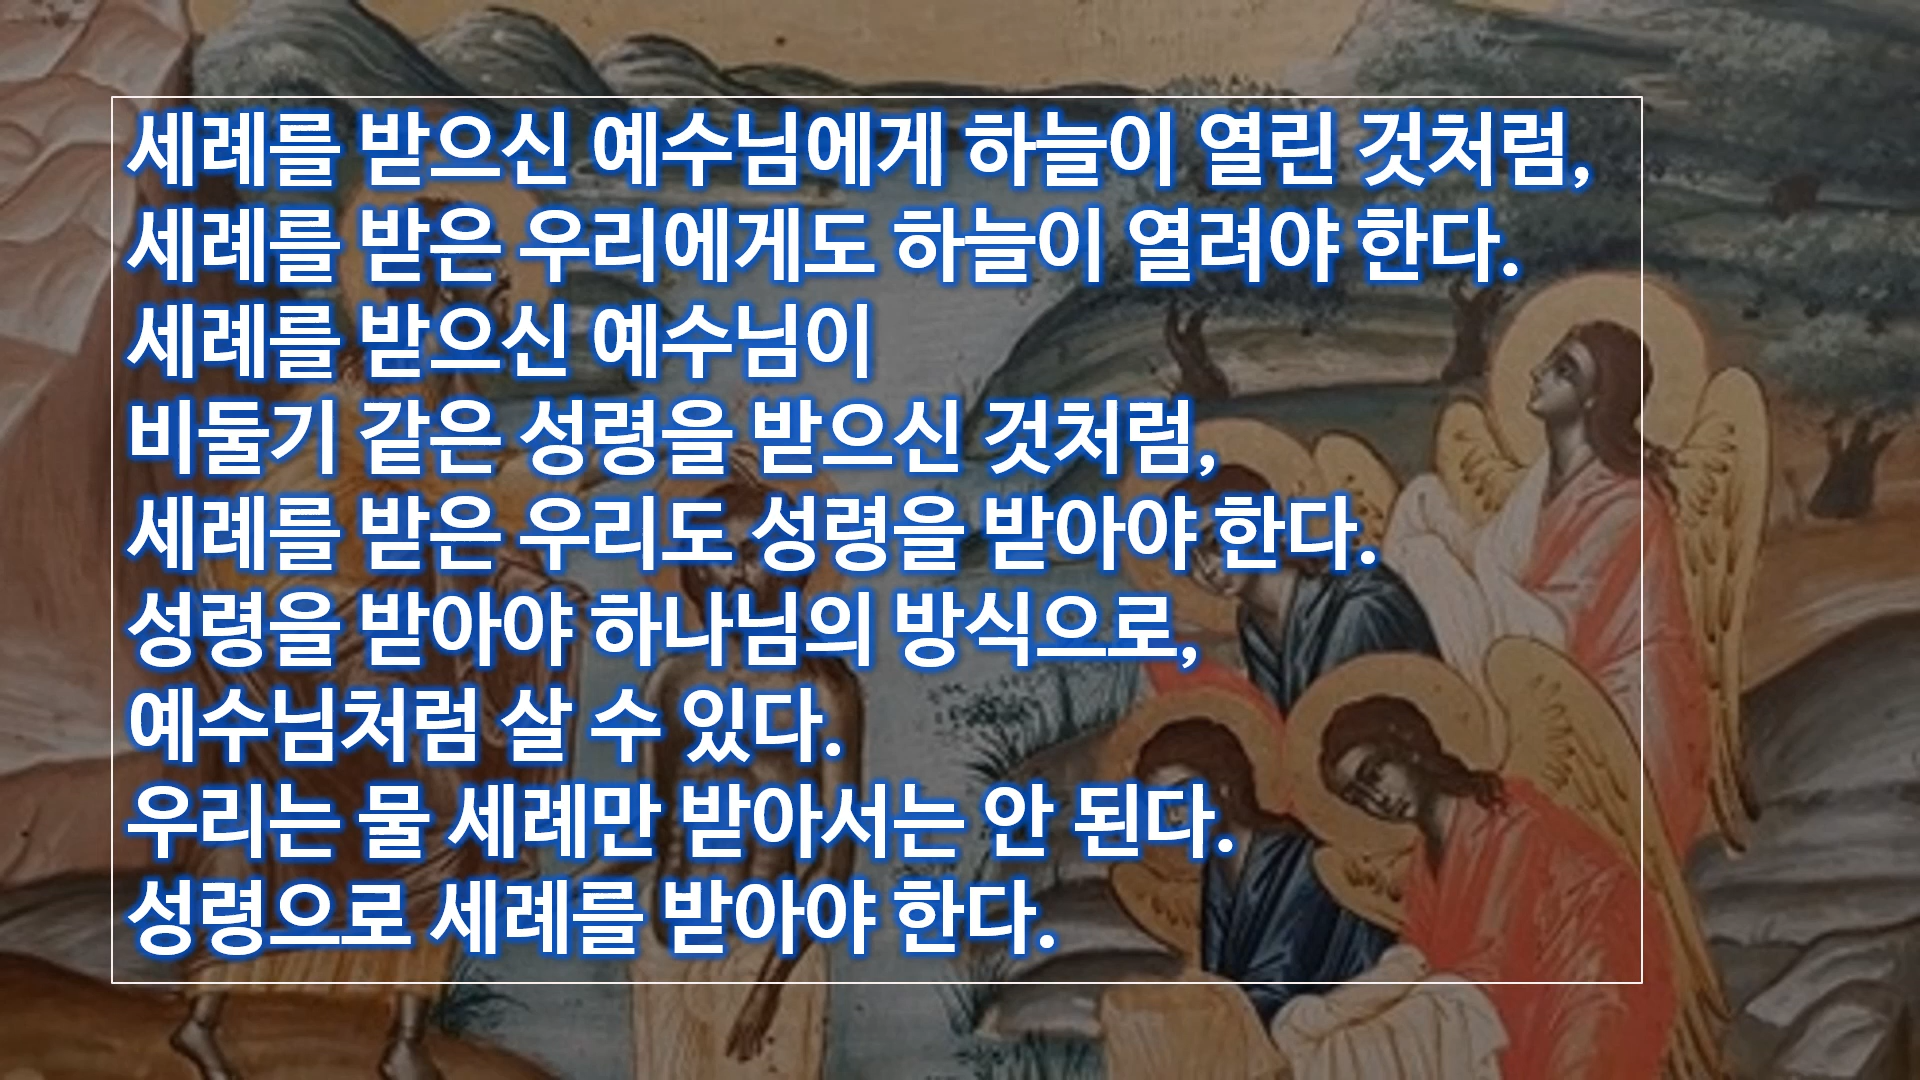 세례를 받으신 예수님에게 하늘이 열린 것처럼,
세례를 받은 우리에게도 하늘이 열려야 한다.
세례를 받으신 예수님이
비둘기 같은 성령을 받으신 것처럼,
세례를 받은 우리도 성령을 받아야 한다.
성령을 받아야 하나님의 방식으로,
예수님처럼 살 수 있다.
우리는 물 세례만 받아서는 안 된다.
성령으로 세례를 받아야 한다.